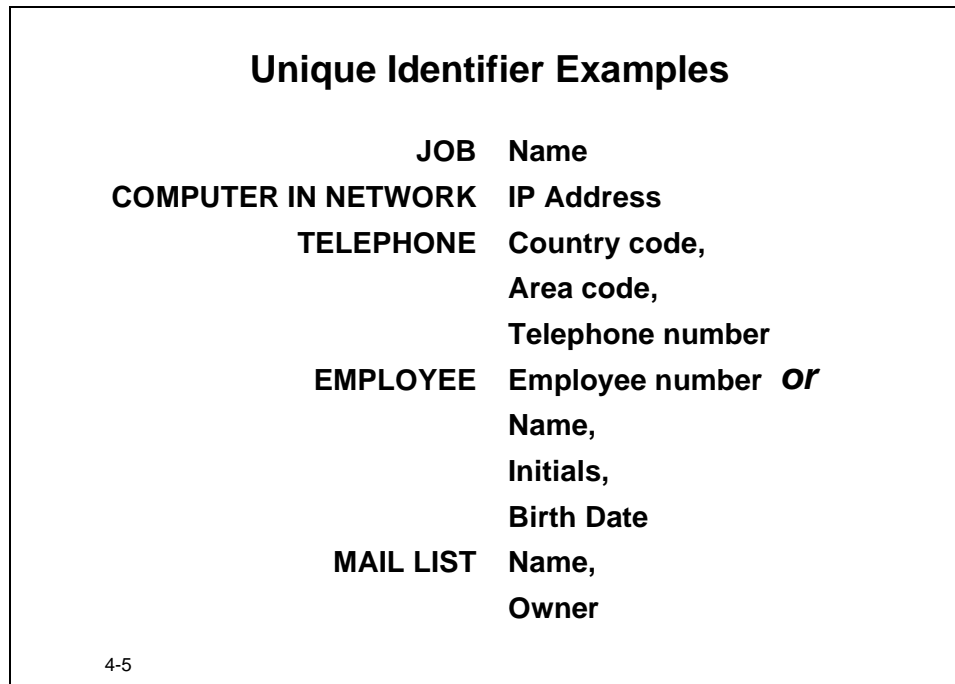 Unique Identifier Examples
JOB Name
COMPUTER IN NETWORK IP Address
TELEPHONE Country code,
Area code,
Telephone number
EMPLOYEE Employee number or
Name,
Initials,
Birth Date
MAIL LIST Name,
Owner
4-5